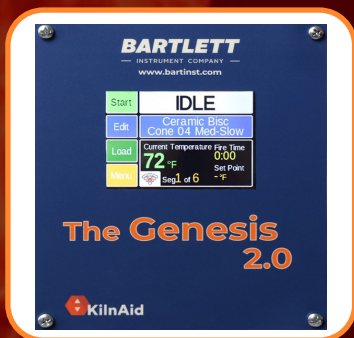 BARTLETT
INSTRUMENT COMPANY
www.bartinst.com
Start
IDLE
Edit
Ceramic Bisc
Cone 04 Med-Slow
Load
Current Temperature
Fire Time
72 °F
0:00
Set Point
Menu
Seg 1 of 6
- °F
The Genesis
2.0
KilnAid